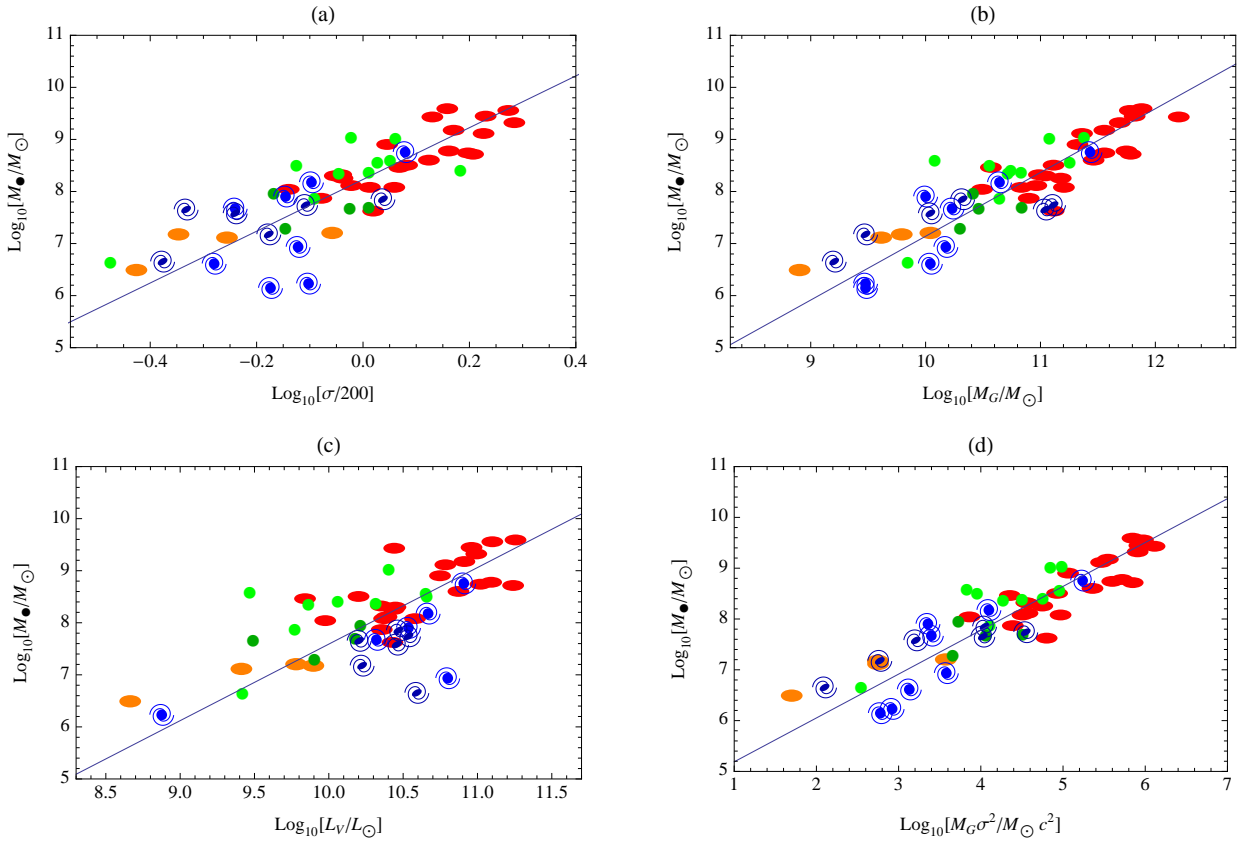 (a)
11
10
9
8
7
6
5
Log10[M●/M⊙]
−0.4 −0.2 0.0 0.2 0.4
Log10[σ/200]
(b)
11
10
9
8
7
6
5
Log10[M●/M⊙]
9 10 11 12
Log10[MG/M⊙]
(c)
11
10
9
8
7
6
5
Log10[M●/M⊙]
8.5 9.0 9.5 10.0 10.5 11.0 11.5
Log10[LV/L⊙]
(d)
11
10
9
8
7
6
5
Log10[M●/M⊙]
1 2 3 4 5 6 7
Log10[MGσ²/M⊙ c²]